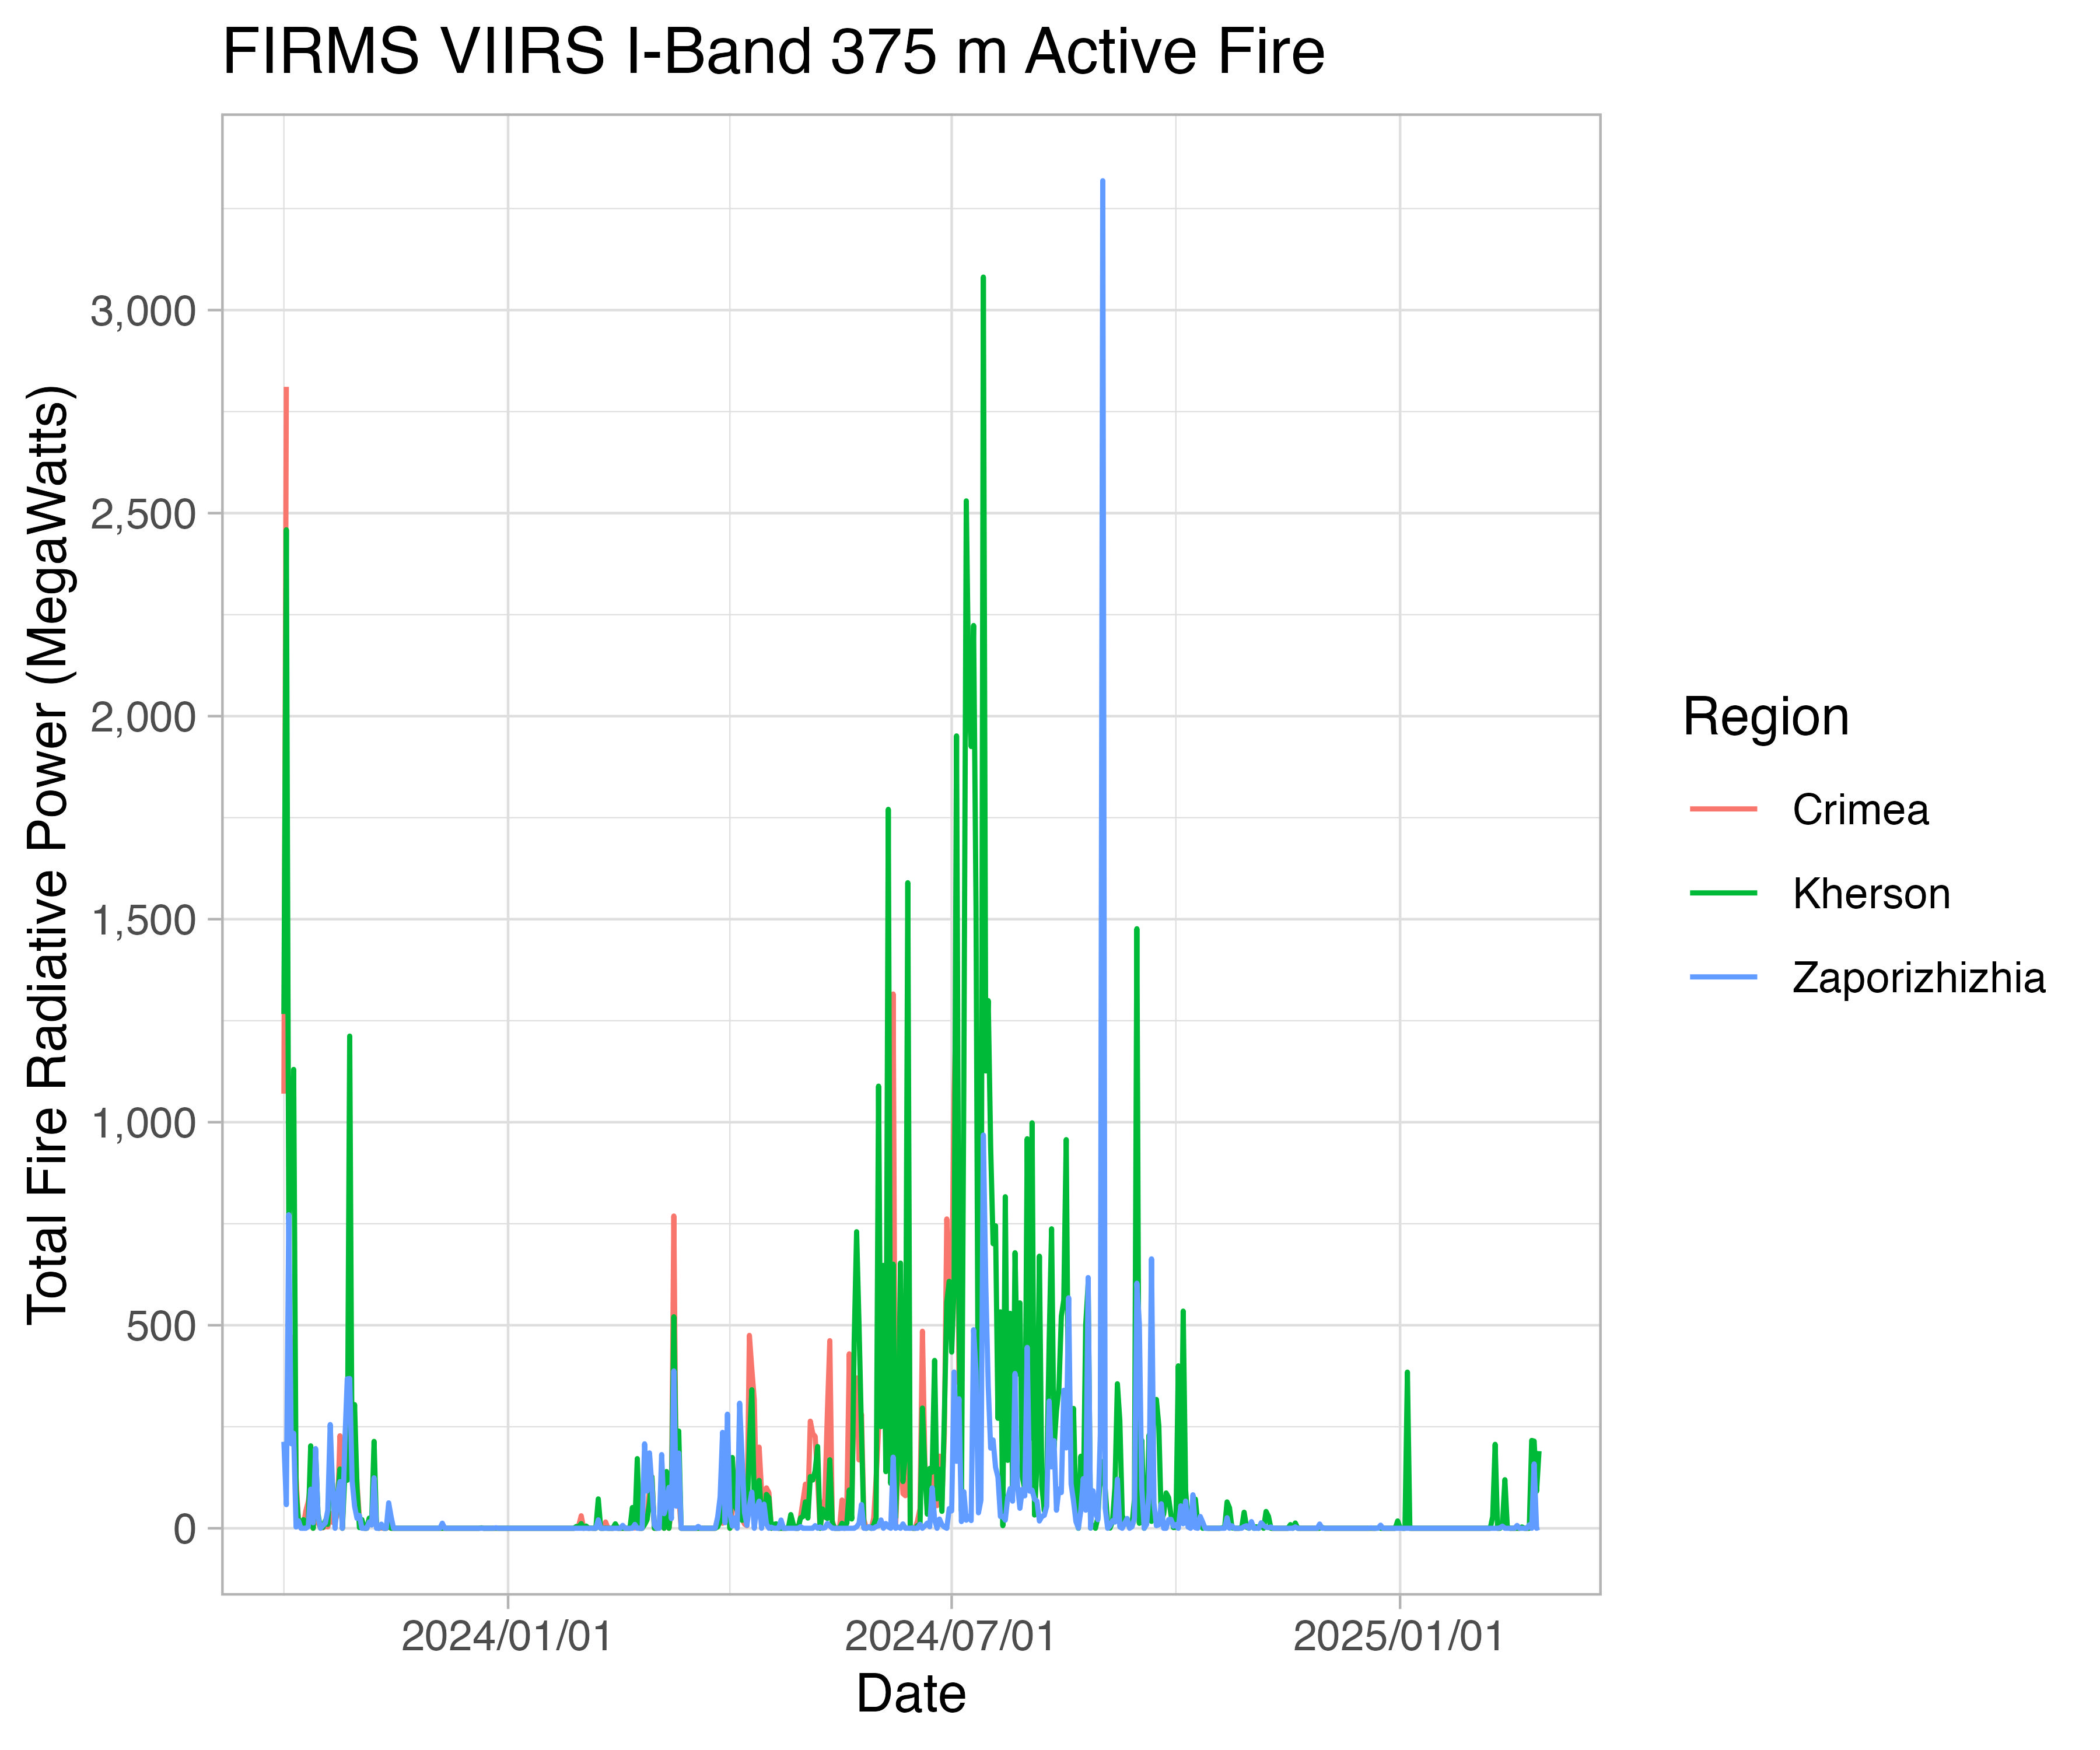 FIRMS VIIRS I-Band 375 m Active Fire
Total Fire Radiative Power (MegaWatts)
3,000
2,500
2,000
1,500
1,000
500
0
2024/01/01
2024/07/01
2025/01/01
Date
Region
Crimea
Kherson
Zaporizhizhia